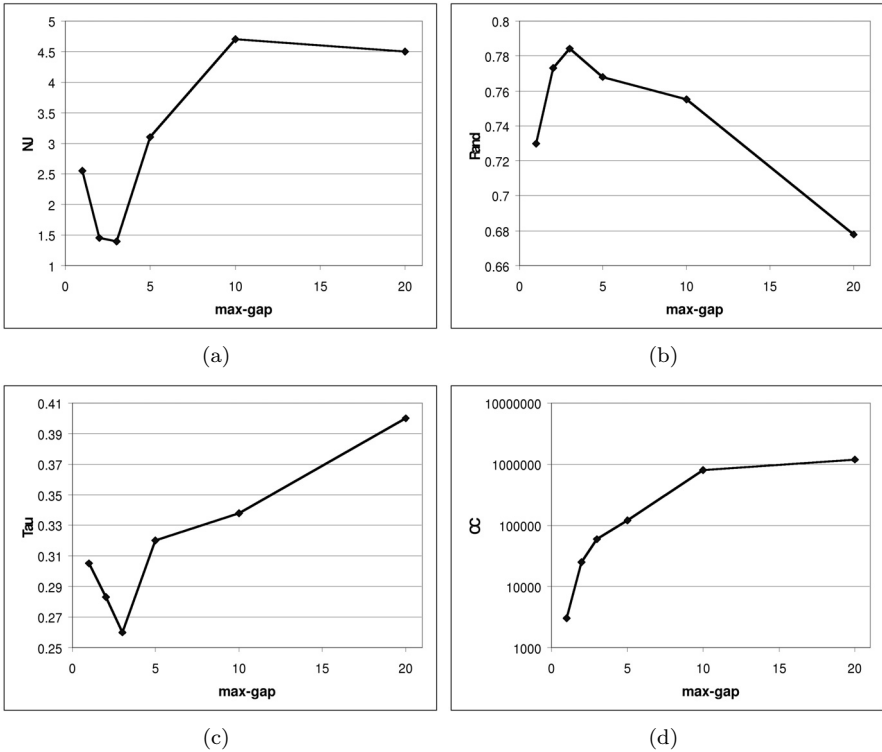 5
4.5
4
3.5
3
2.5
2
1.5
1
NJ
0 5 10 15 20
max-gap
(a)
0.8
0.78
0.76
0.74
0.72
0.7
0.68
0.66
Rand
0 5 10 15 20
max-gap
(b)
0.41
0.39
0.37
0.35
0.33
0.31
0.29
0.27
0.25
Tau
0 5 10 15 20
max-gap
(c)
10000000
1000000
100000
10000
1000
CC
0 5 10 15 20
max-gap
(d)